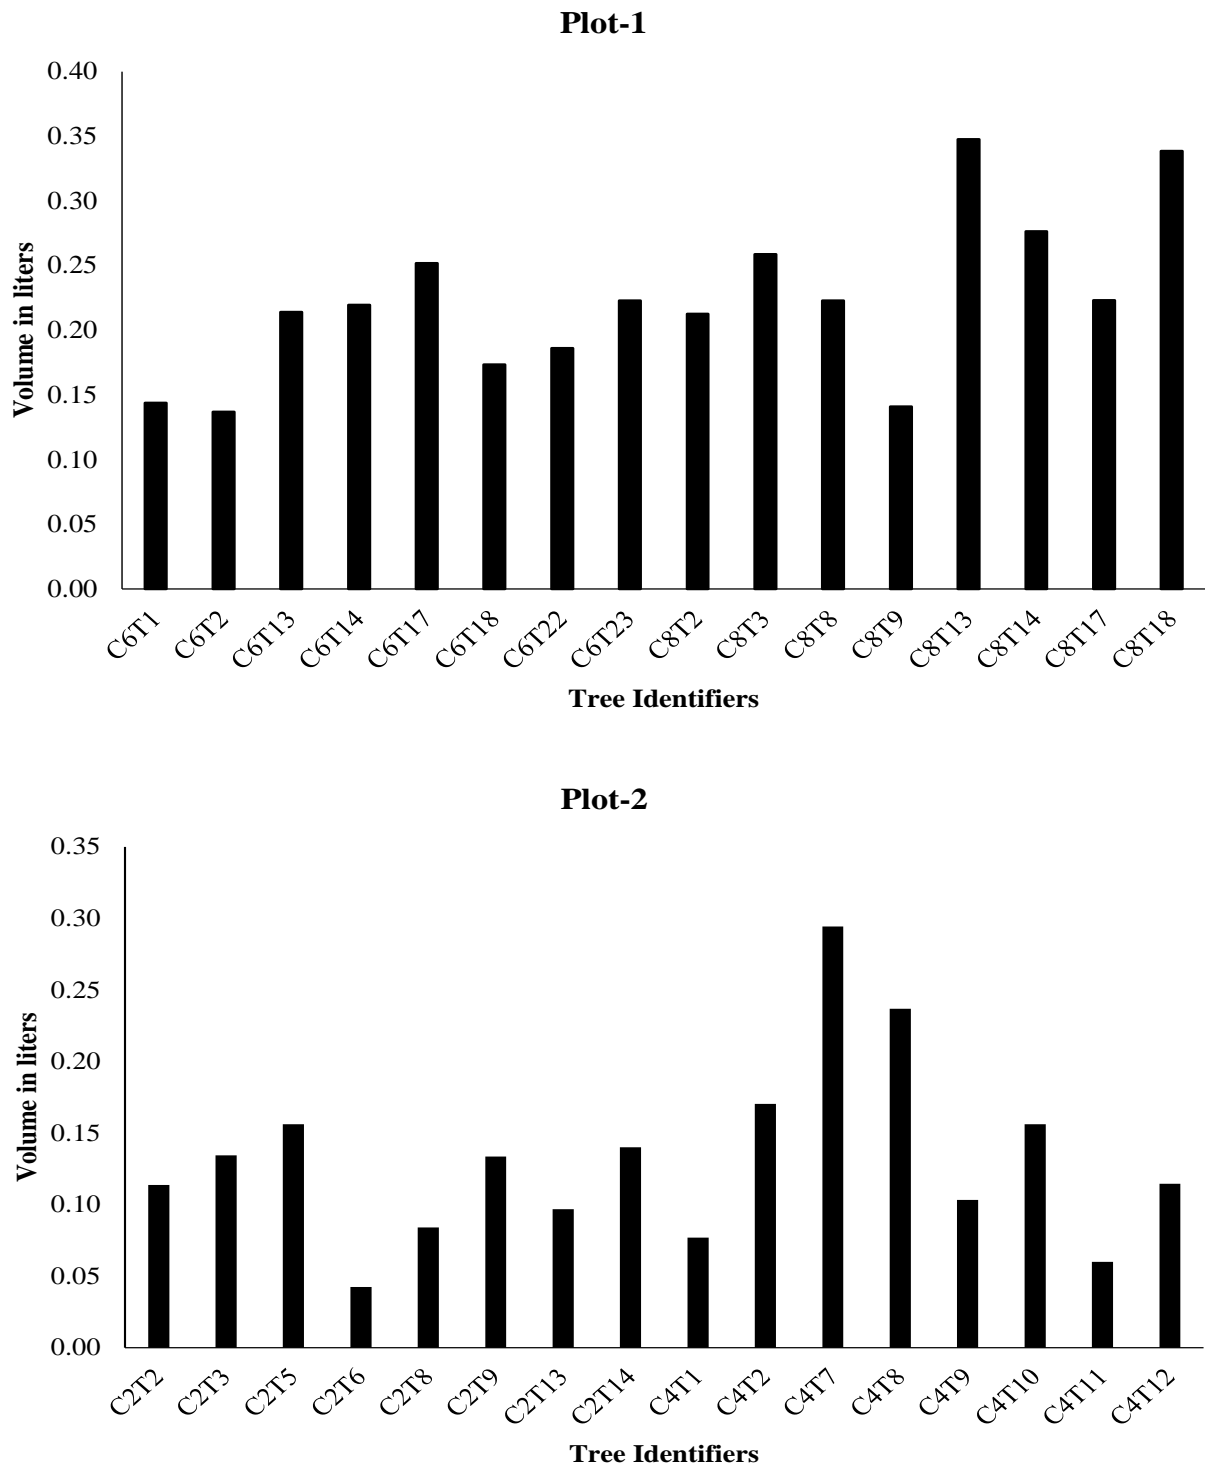 Plot-1
0.40
0.35
0.30
0.25
0.20
0.15
0.10
0.05
0.00
Volume in liters
C6T1
C6T2
C6T13
C6T14
C6T17
C6T18
C6T22
C6T23
C8T2
C8T3
C8T8
C8T9
C8T13
C8T14
C8T17
C8T18
Tree Identifiers
Plot-2
0.35
0.30
0.25
0.20
0.15
0.10
0.05
0.00
Volume in liters
C2T2
C2T3
C2T5
C2T6
C2T8
C2T9
C2T13
C2T14
C4T1
C4T2
C4T7
C4T8
C4T9
C4T10
C4T11
C4T12
Tree Identifiers